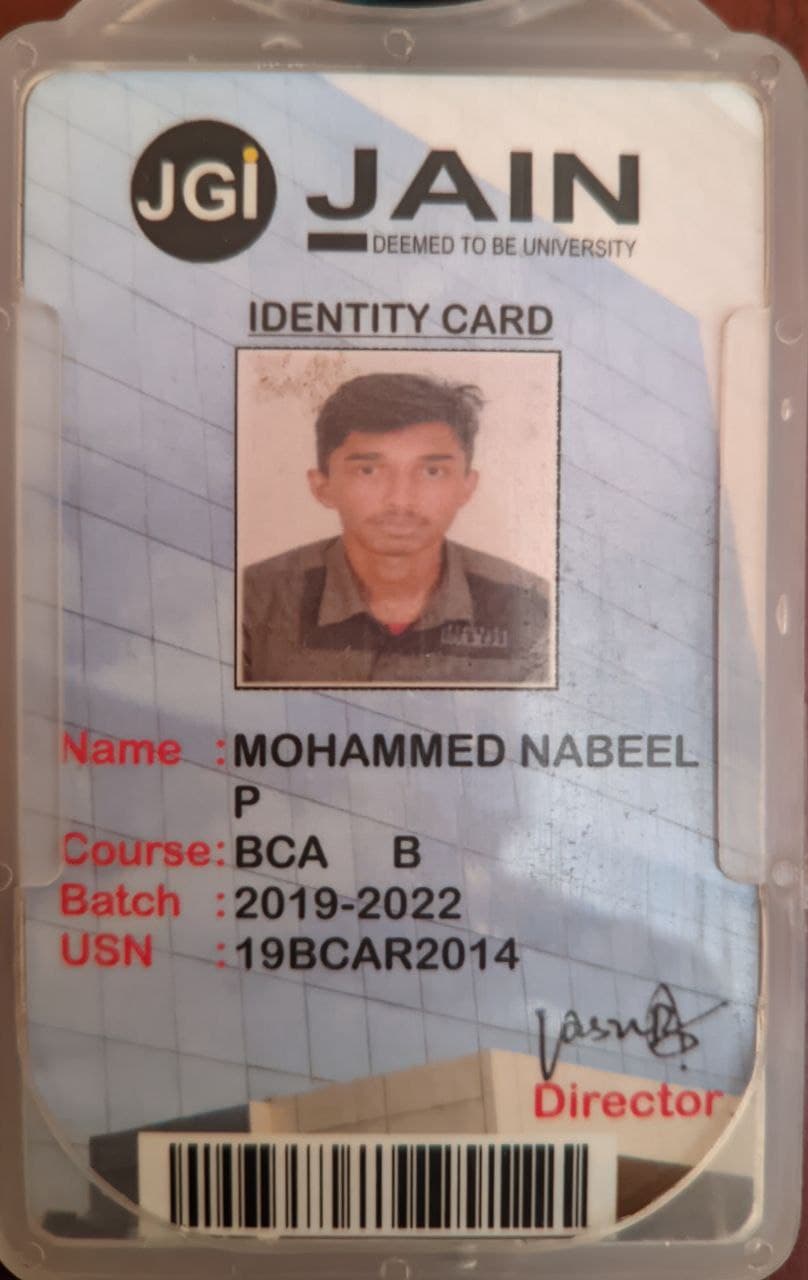 JGi JAIN
DEEMED TO BE UNIVERSITY
IDENTITY CARD
Name : MOHAMMED NABEEL
P
Course: BCA B
Batch : 2019-2022
USN : 19BCAR2014
Director